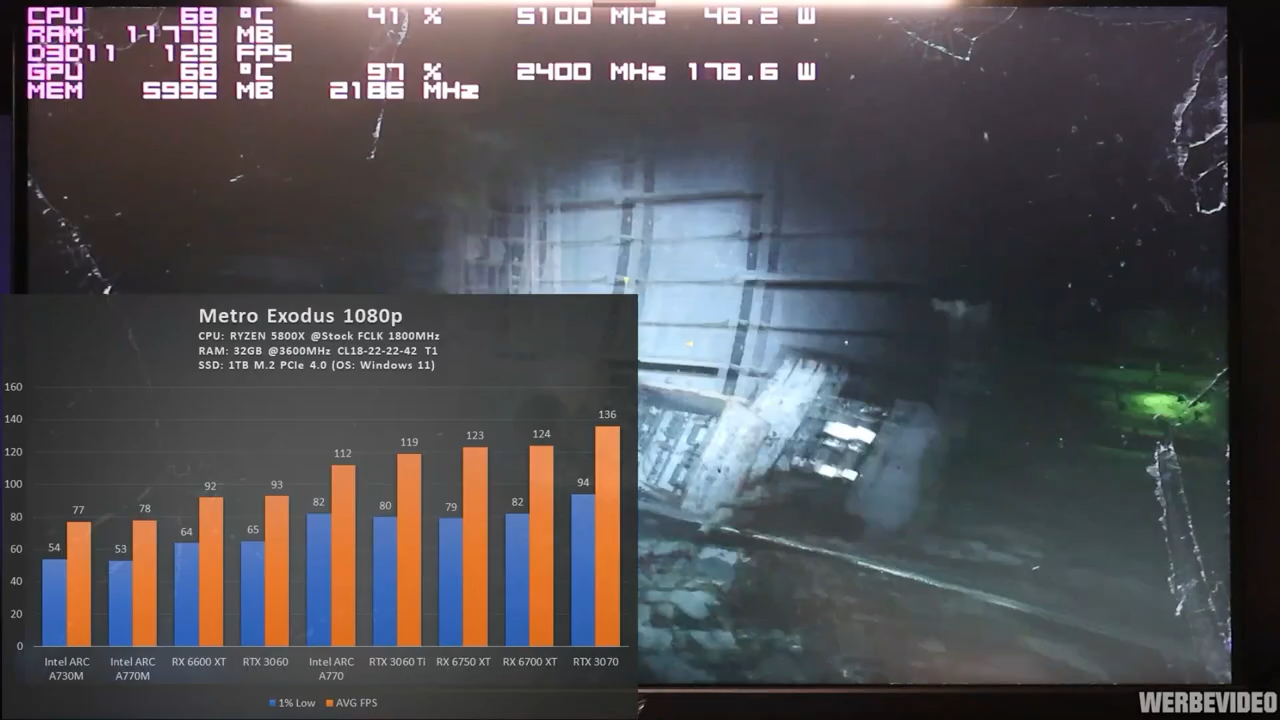 CPU 68 °C 41 % 5100 MHz 48.2 W
RAM 11773 MB
D3D11 129 FPS
GPU 68 °C 97 % 2400 MHz 178.6 W
MEM 5992 MB 2186 MHz
Metro Exodus 1080p
CPU: RYZEN 5800X @Stock FCLK 1800MHz
RAM: 32GB @3600MHz CL18-22-22-42 T1
SSD: 1TB M.2 PCIe 4.0 (OS: Windows 11)
160
140
120
100
80
60
40
20
0
54 77 53 78 64 92 65 93 82 112 80 119 79 123 82 124 94 136
Intel ARC A730M
Intel ARC A770M
RX 6600 XT
RTX 3060
Intel ARC A770
RTX 3060 Ti
RX 6750 XT
RX 6700 XT
RTX 3070
1% Low AVG FPS
WERBEVIDEO